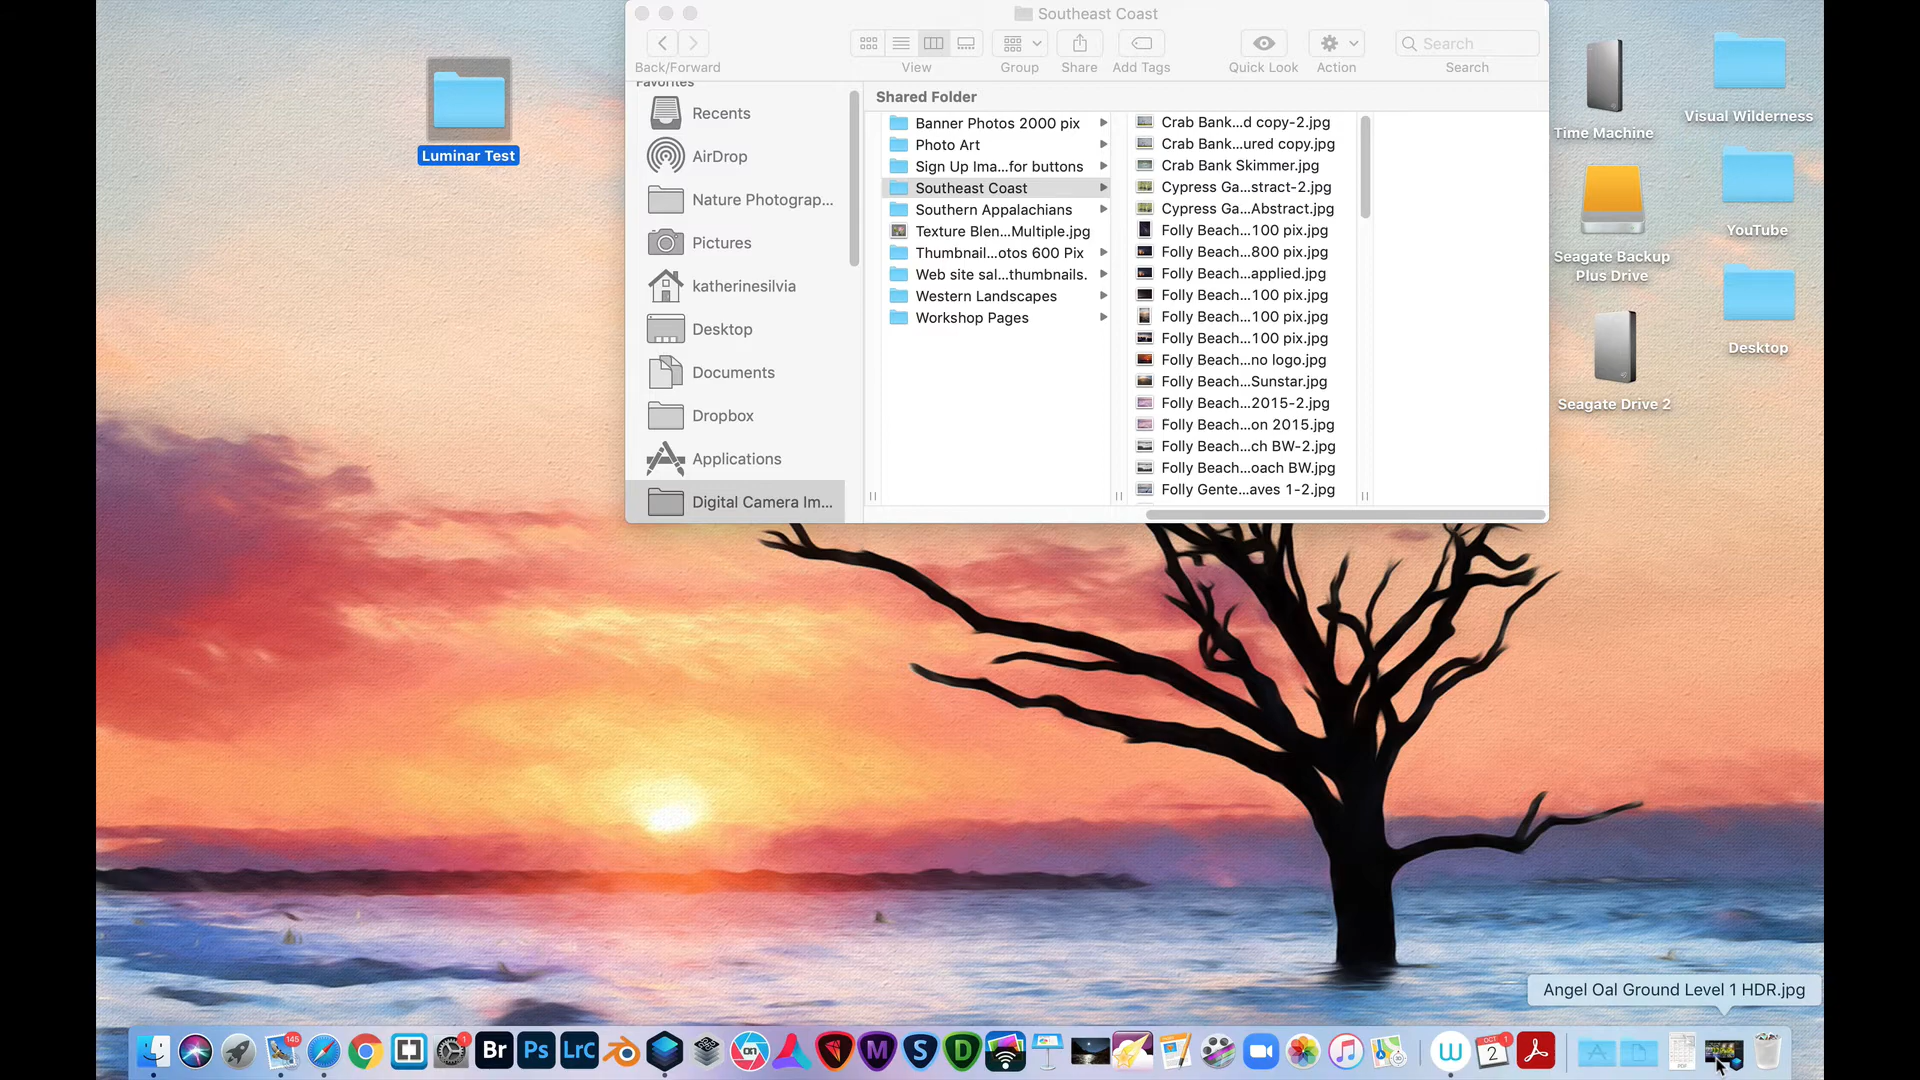 Southeast Coast
Back/Forward
View
Group
Share
Add Tags
Quick Look
Action
Search
Search
Favorites
Recents
AirDrop
Nature Photograp...
Pictures
katherinesilvia
Desktop
Documents
Dropbox
Applications
Digital Camera Im...
Shared Folder
Banner Photos 2000 pix
Photo Art
Sign Up Ima...for buttons
Southeast Coast
Southern Appalachians
Texture Blen...Multiple.jpg
Thumbnail...otos 600 Pix
Web site sal...thumbnails.
Western Landscapes
Workshop Pages
Crab Bank...d copy-2.jpg
Crab Bank...ured copy.jpg
Crab Bank Skimmer.jpg
Cypress Ga...stract-2.jpg
Cypress Ga...Abstract.jpg
Folly Beach...100 pix.jpg
Folly Beach...800 pix.jpg
Folly Beach...applied.jpg
Folly Beach...100 pix.jpg
Folly Beach...100 pix.jpg
Folly Beach...100 pix.jpg
Folly Beach...no logo.jpg
Folly Beach...Sunstar.jpg
Folly Beach...2015-2.jpg
Folly Beach...on 2015.jpg
Folly Beach...ch BW-2.jpg
Folly Beach...oach BW.jpg
Folly Gente...aves 1-2.jpg
Luminar Test
Time Machine
Visual Wilderness
Seagate Backup
Plus Drive
YouTube
Desktop
Seagate Drive 2
Angel Oal Ground Level 1 HDR.jpg
146
1
Br
Ps
LrC
M
S
D
W
OCT
1
2
PDF